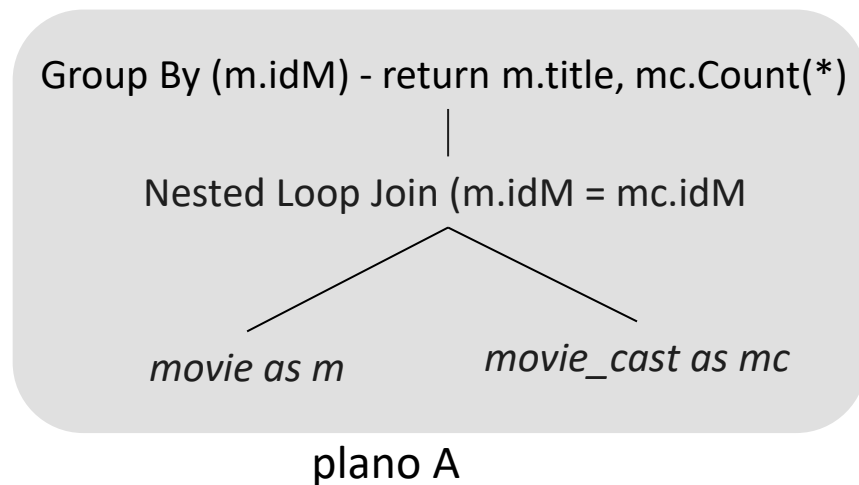 Group By (m.idM) - return m.title, mc.Count(*)
Nested Loop Join (m.idM = mc.idM
movie as m
movie_cast as mc
plano A